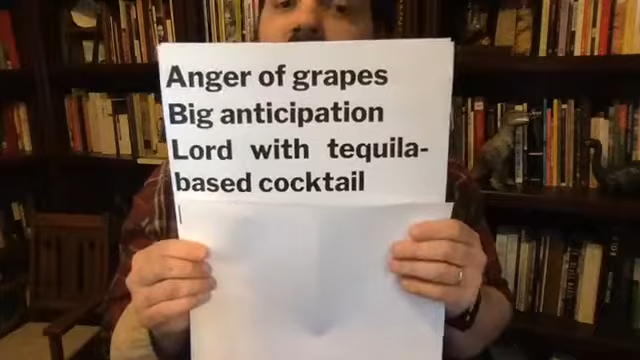 Anger of grapes
Big anticipation
Lord with tequila-
based cocktail